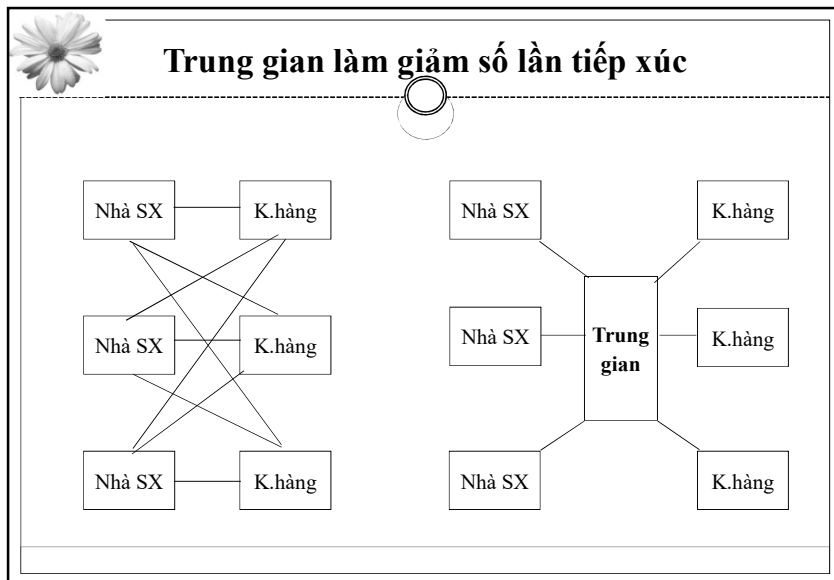 Trung gian làm giảm số lần tiếp xúc
Nhà SX
K.hàng
Nhà SX
K.hàng
Nhà SX
K.hàng
Nhà SX
K.hàng
Nhà SX
Trung
gian
K.hàng
Nhà SX
K.hàng